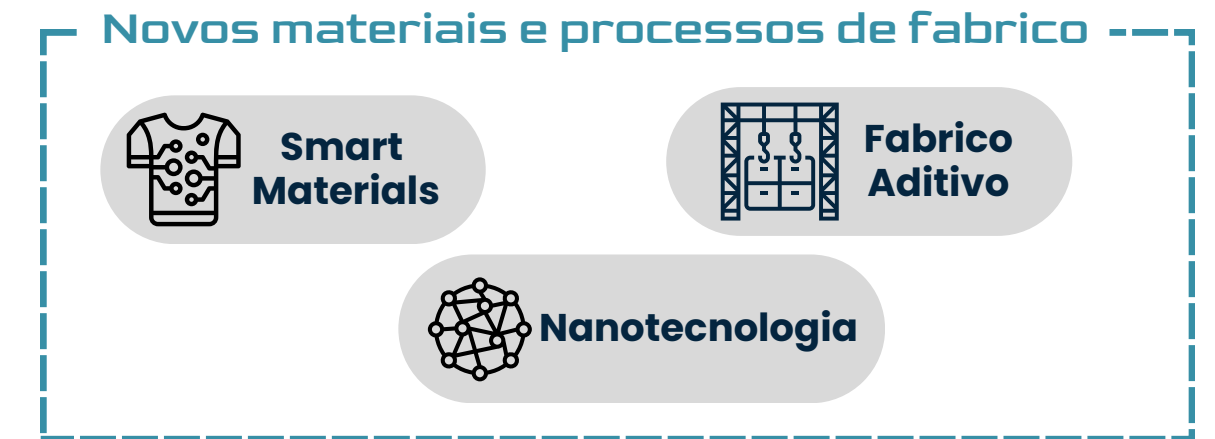 Novos materiais e processos de fabrico
Smart
Materials
Fabrico
Aditivo
Nanotecnologia